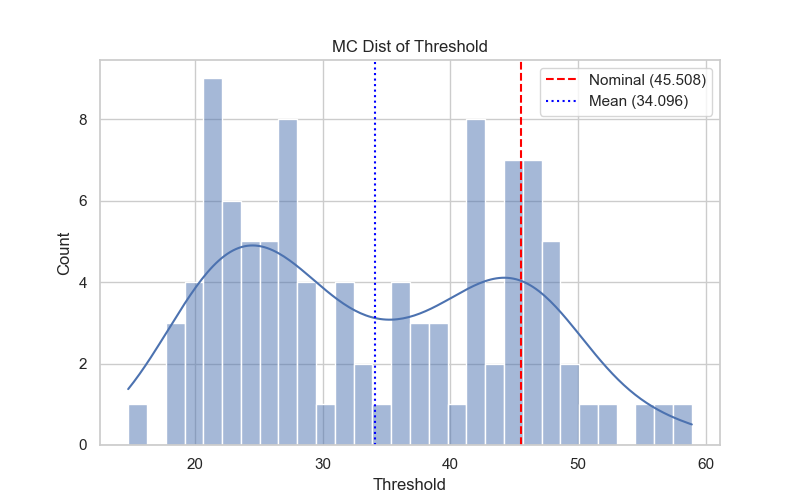 MC Dist of Threshold
Nominal (45.508)
Mean (34.096)
Count
8
6
4
2
0
20 30 40 50 60
Threshold